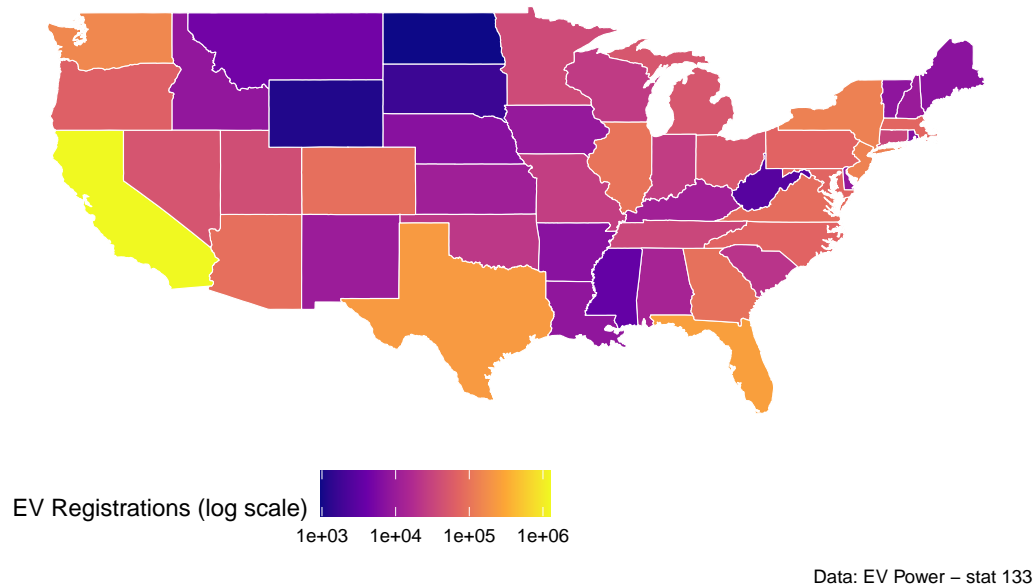 EV Registrations (log scale)
1e+03 1e+04 1e+05 1e+06
Data: EV Power – stat 133